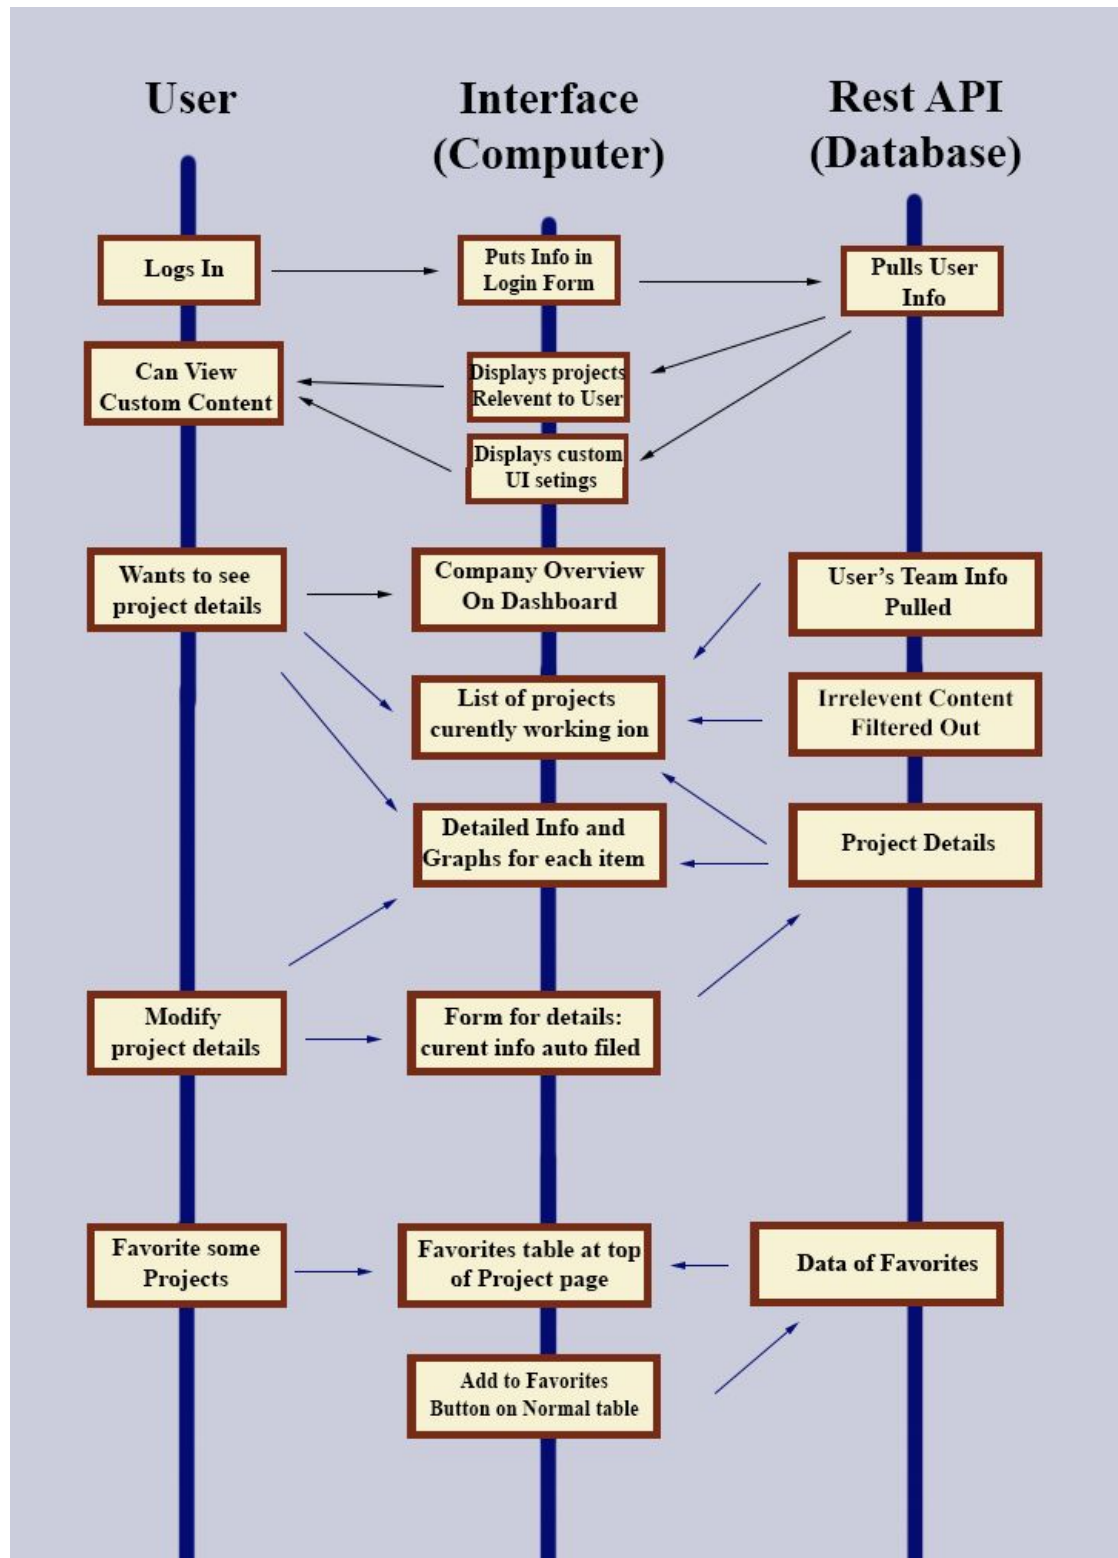 User
Interface
(Computer)
Rest API
(Database)
Logs In
Puts Info in
Login Form
Pulls User
Info
Can View
Custom Content
Displays projects
Relevent to User
Displays custom
UI setings
Wants to see
project details
Company Overview
On Dashboard
User's Team Info
Pulled
List of projects
curently working ion
Irrelevent Content
Filtered Out
Detailed Info and
Graphs for each item
Project Details
Modify
project details
Form for details:
curent info auto filed
Favorite some
Projects
Favorites table at top
of Project page
Data of Favorites
Add to Favorites
Button on Normal table